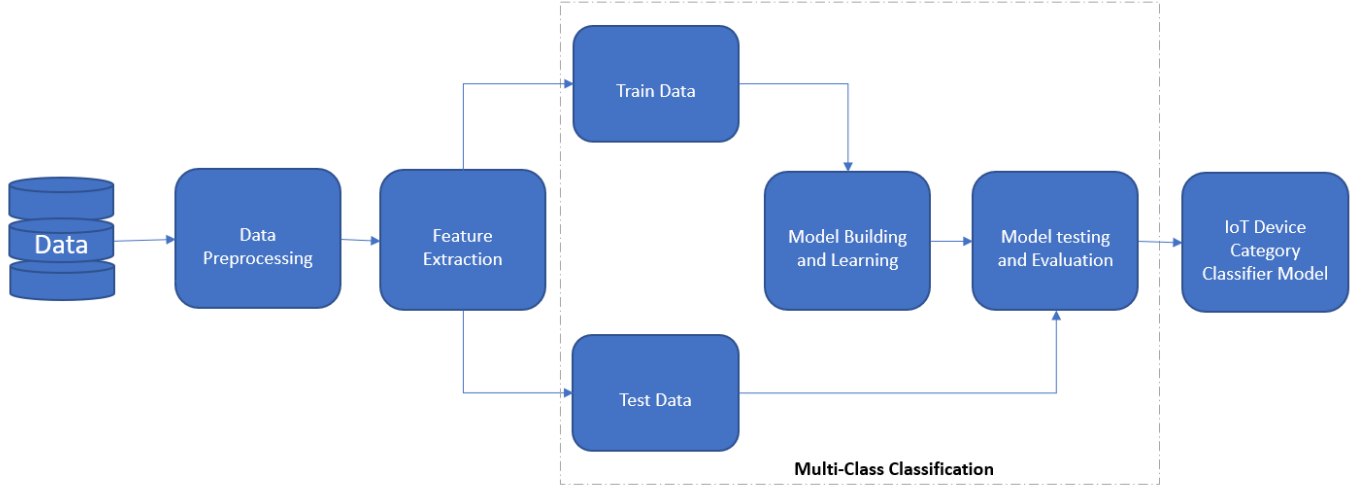 Data
Data
Preprocessing
Feature
Extraction
Train Data
Test Data
Model Building
and Learning
Model testing
and Evaluation
IoT Device
Category
Classifier Model
Multi-Class Classification